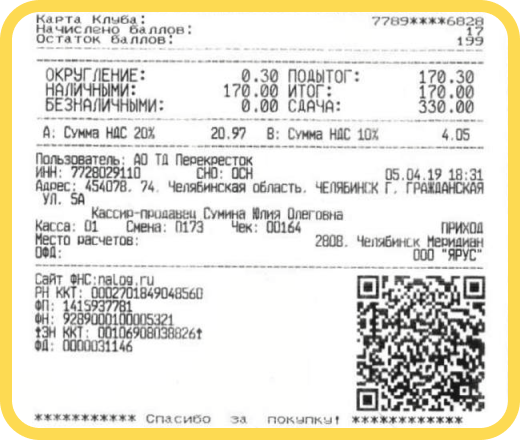 Карта Клуба: 7789****6828
Начислено баллов: 17
Остаток баллов: 199
ОКРУГЛЕНИЕ: 0.30 ПОДЫТОГ: 170.30
НАЛИЧНЫМИ: 170.00 ИТОГ: 170.00
БЕЗНАЛИЧНЫМИ: 0.00 СДАЧА: 330.00
А: Сумма НДС 20% 20.97 В: Сумма НДС 10% 4.05
Пользователь: АО ТД Перекресток
ИНН: 7728029110 СНО: ОСН 05.04.19 18:31
Адрес: 454078, 74, Челябинская область, ЧЕЛЯБИНСК Г, ГРАЖДАНСКАЯ
УЛ, 5А
Кассир-продавец Сумина Юлия Олеговна
Касса: 01 Смена: 0173 Чек: 00164 ПРИХОД
Место расчетов: 2808, Челябинск Меридиан
ОФД: ООО "ЯРУС"
Сайт ФНС:nalog.ru
РН ККТ: 0002701849048560
ФП: 1415937781
ФН: 9289000100005321
†ЗН ККТ: 00106908038826†
ФД: 0000031146
*********** Спасибо за покупку! ************